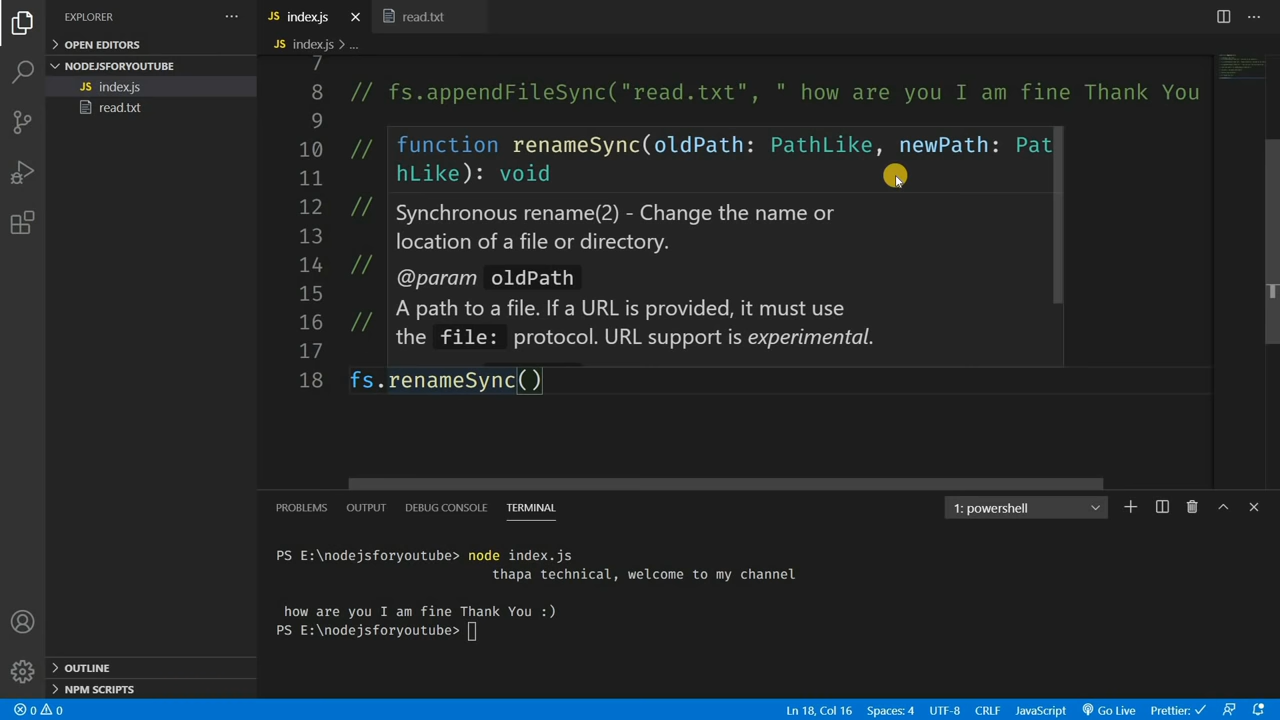 EXPLORER
OPEN EDITORS
NODEJSFORYOUTUBE
JS index.js
read.txt
OUTLINE
NPM SCRIPTS
JS index.js
read.txt
JS index.js > ...
7
8 // fs.appendFileSync("read.txt", " how are you I am fine Thank You
9
10 //
11
12 //
13
14 //
15
16 //
17
18 fs.renameSync()
function renameSync(oldPath: PathLike, newPath: Pat
hLike): void
Synchronous rename(2) - Change the name or
location of a file or directory.
@param oldPath
A path to a file. If a URL is provided, it must use
the file: protocol. URL support is experimental.
PROBLEMS OUTPUT DEBUG CONSOLE TERMINAL 1: powershell
PS E:\nodejsforyoutube> node index.js
thapa technical, welcome to my channel
how are you I am fine Thank You :)
PS E:\nodejsforyoutube>
0 0 Ln 18, Col 16 Spaces: 4 UTF-8 CRLF JavaScript Go Live Prettier: ✓